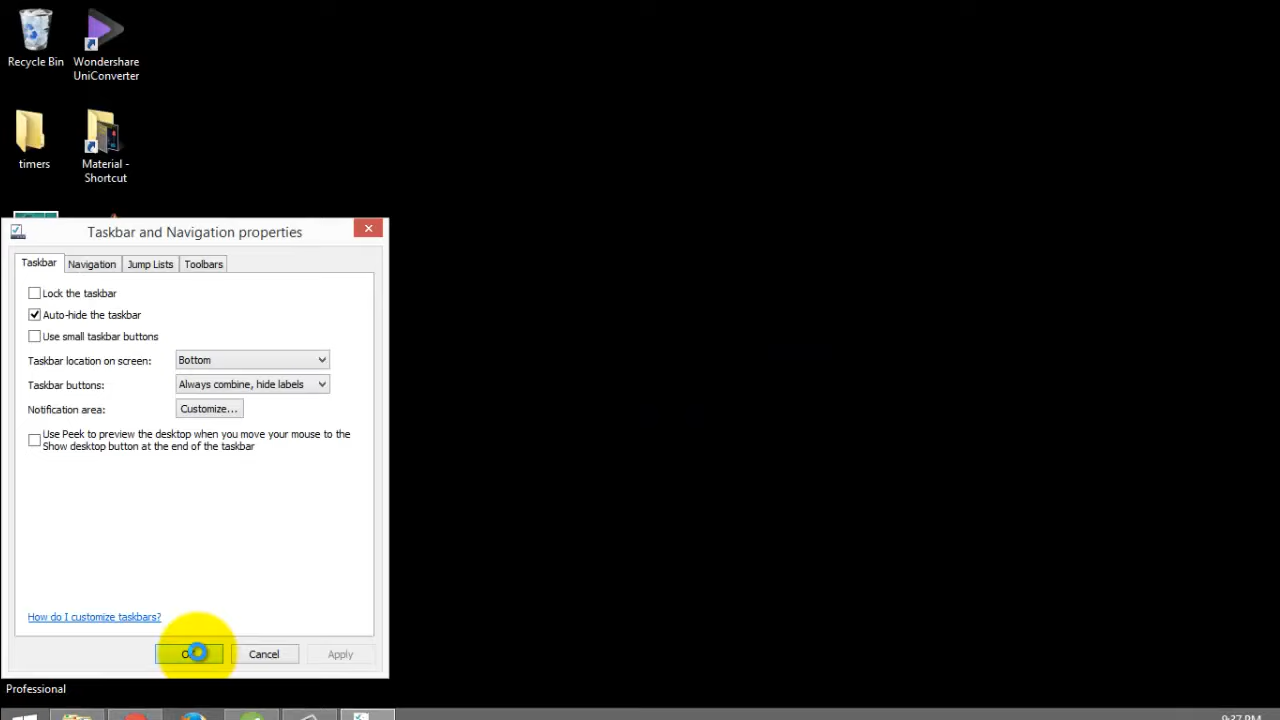 Recycle Bin
Wondershare
UniConverter
timers
Material -
Shortcut
Taskbar and Navigation properties
Taskbar
Navigation
Jump Lists
Toolbars
Lock the taskbar
Auto-hide the taskbar
Use small taskbar buttons
Taskbar location on screen:
Bottom
Taskbar buttons:
Always combine, hide labels
Notification area:
Customize...
Use Peek to preview the desktop when you move your mouse to the
Show desktop button at the end of the taskbar
How do I customize taskbars?
Cancel
Apply
Professional
9:37 PM